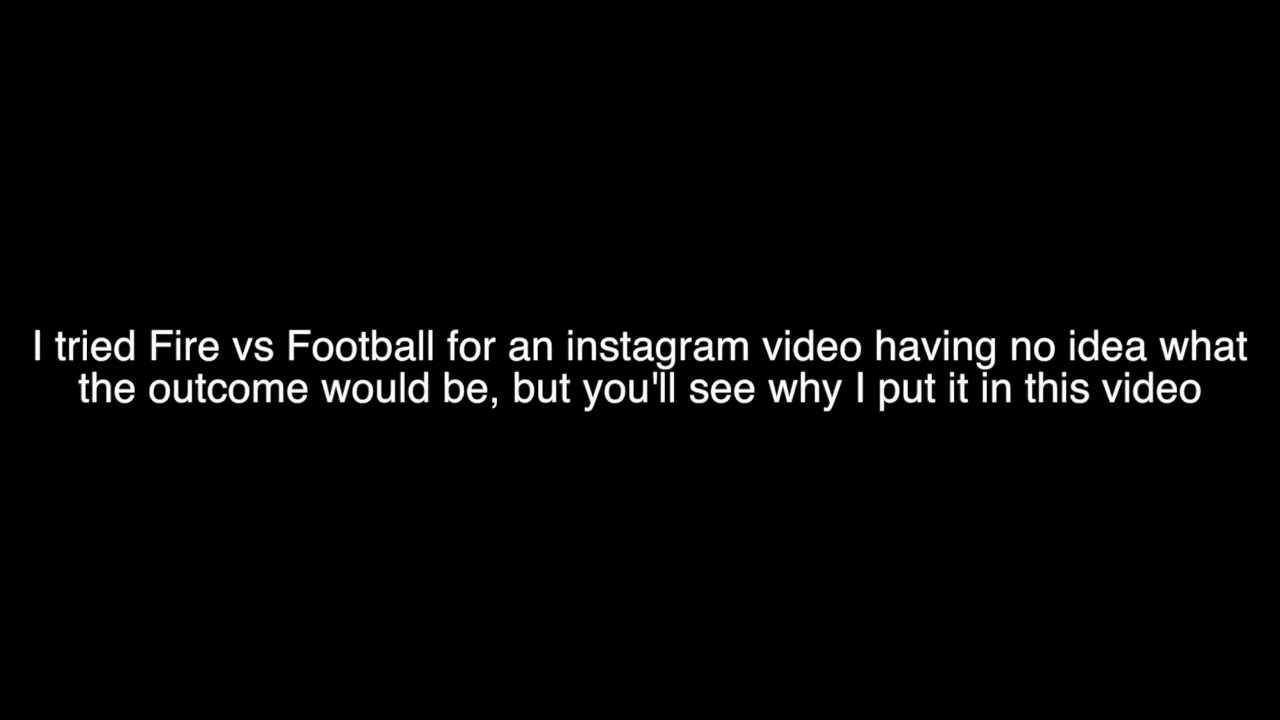 I tried Fire vs Football for an instagram video having no idea what
the outcome would be, but you'll see why I put it in this video